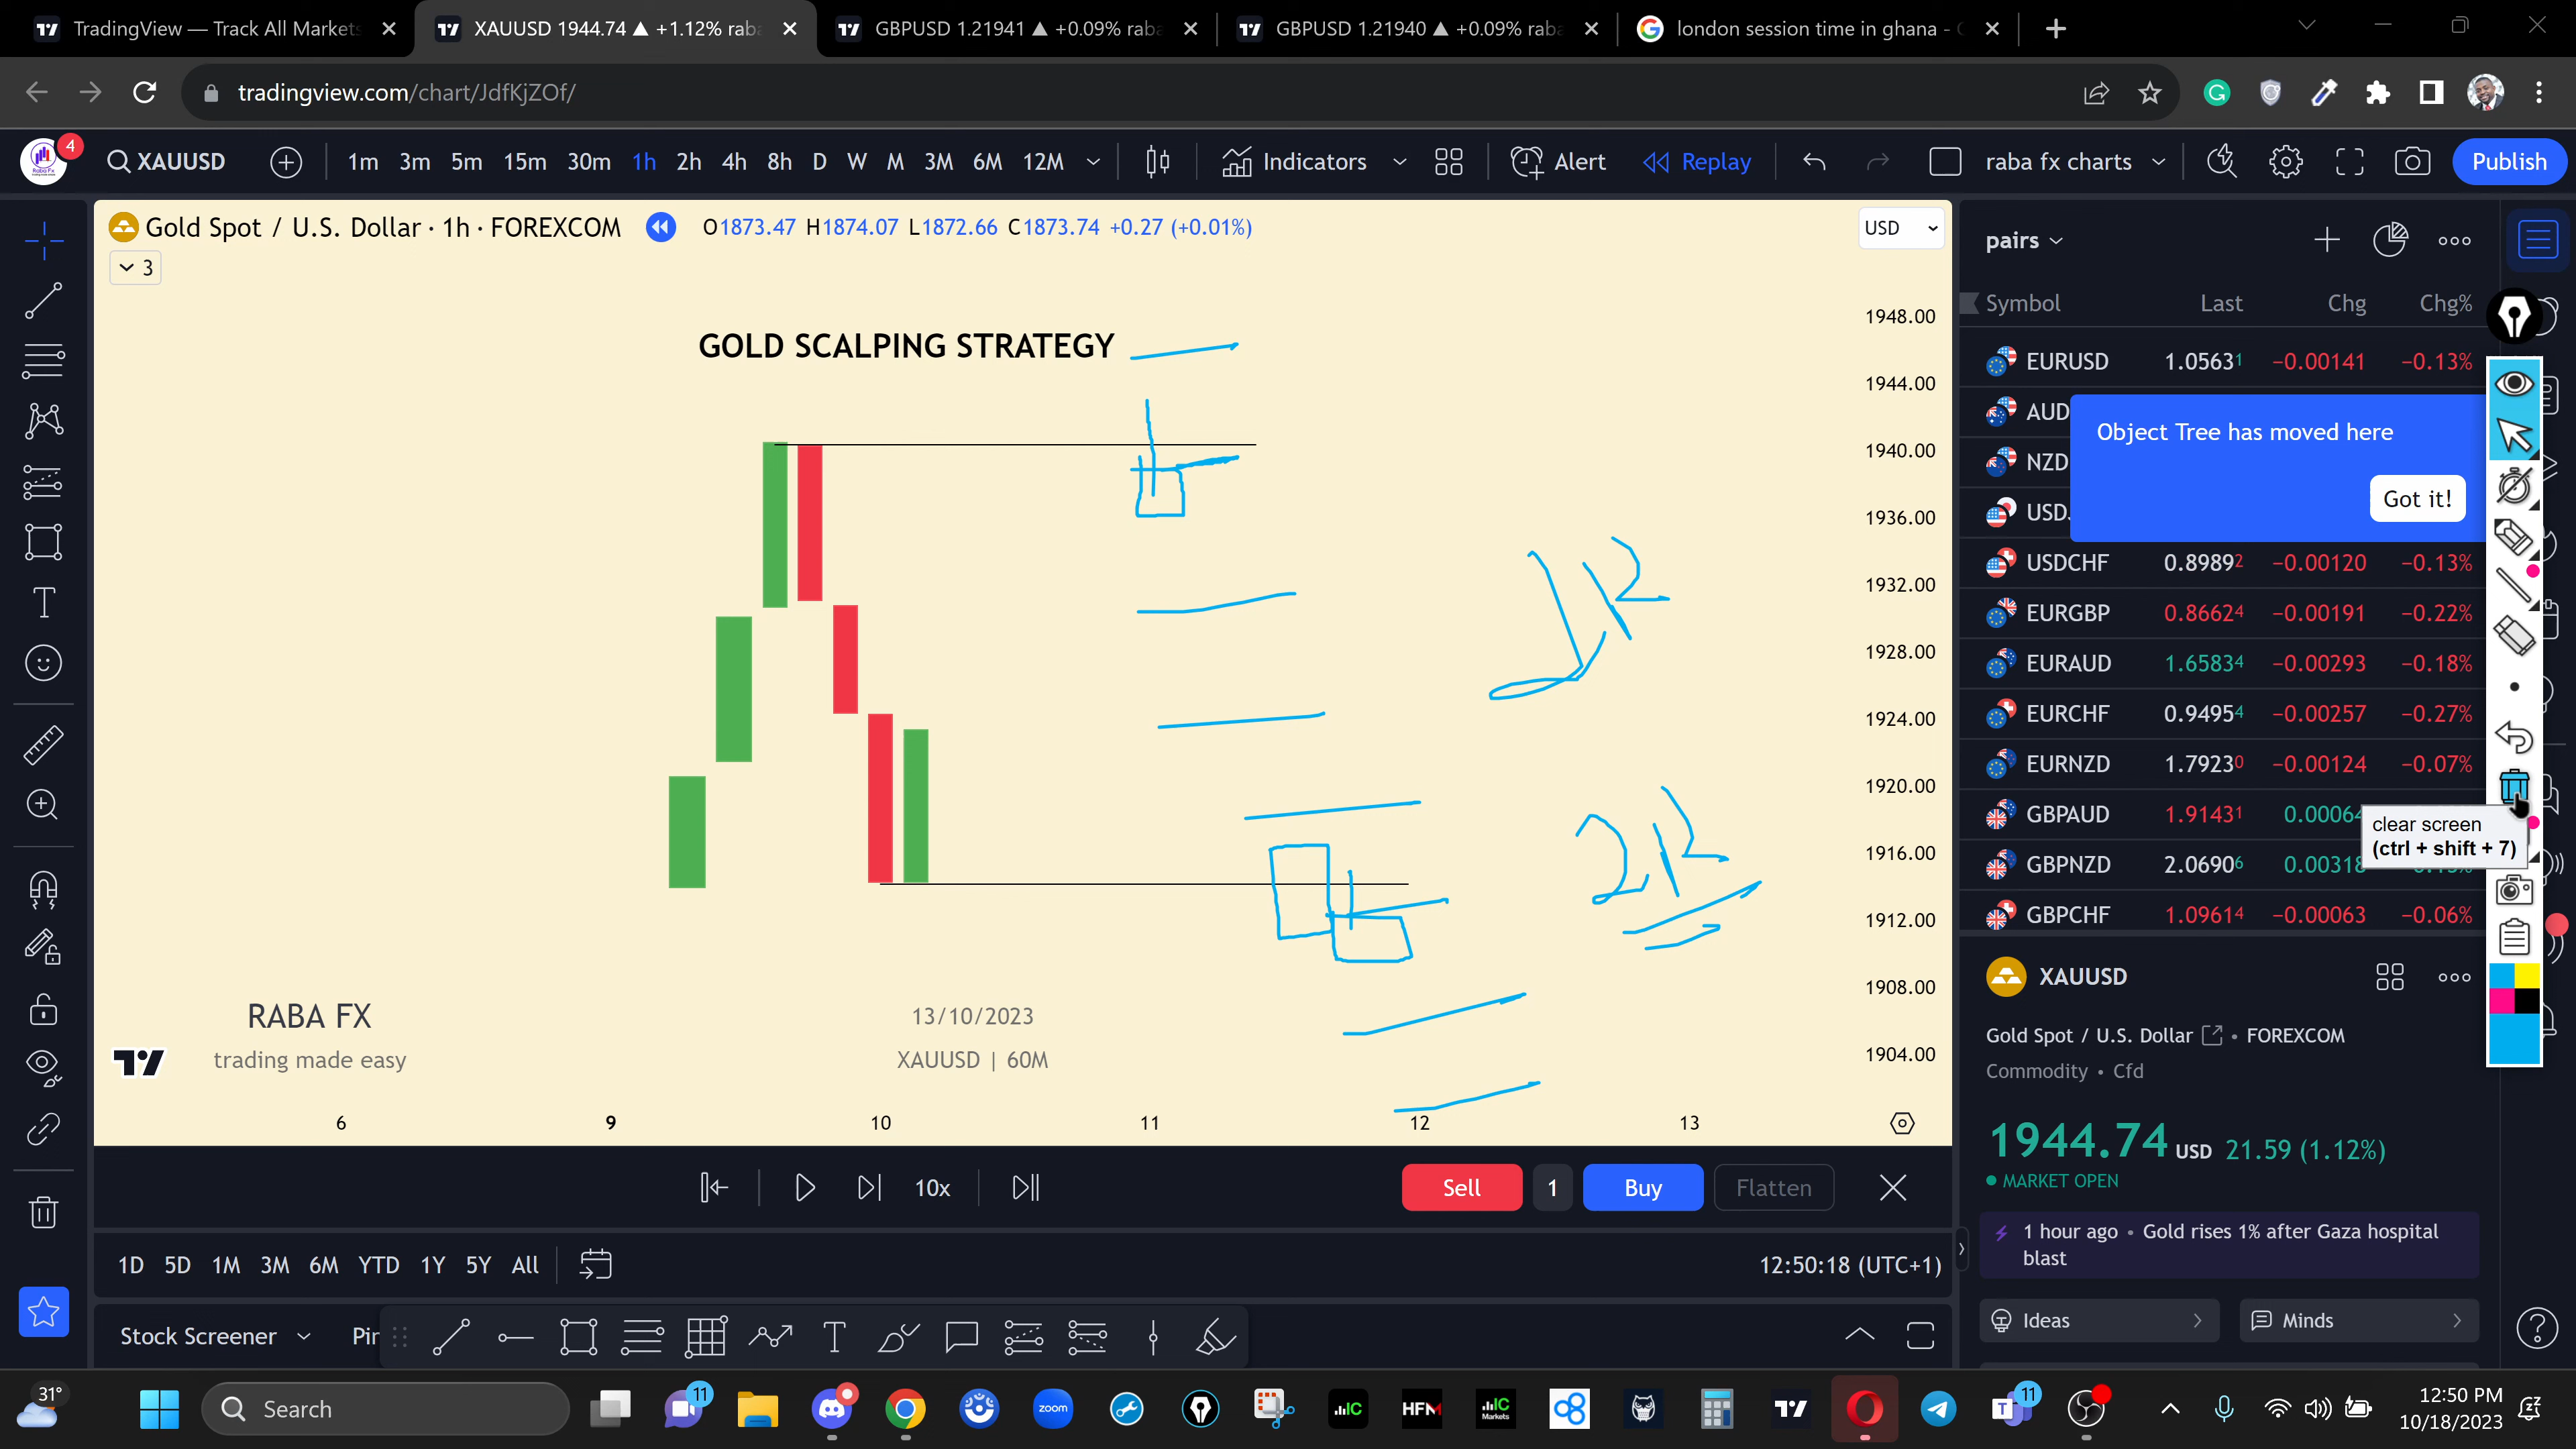 TradingView — Track All Markets
XAUUSD 1944.74 ▲ +1.12% raba
GBPUSD 1.21941 ▲ +0.09% raba
GBPUSD 1.21940 ▲ +0.09% raba
london session time in ghana -
tradingview.com/chart/JdfKjZOf/
4
XAUUSD 1m 3m 5m 15m 30m 1h 2h 4h 8h D W M 3M 6M 12M Indicators Alert Replay raba fx charts Publish
Gold Spot / U.S. Dollar · 1h · FOREXCOM O1873.47 H1874.07 L1872.66 C1873.74 +0.27 (+0.01%)
USD
3
GOLD SCALPING STRATEGY
1948.00
1944.00
1940.00
1936.00
1932.00
1928.00
1924.00
1920.00
1916.00
1912.00
1908.00
1904.00
1R
2R
RABA FX
trading made easy
13/10/2023
XAUUSD | 60M
6 9 10 11 12 13
10x
Sell 1 Buy Flatten
1D 5D 1M 3M 6M YTD 1Y 5Y All
12:50:18 (UTC+1)
Stock Screener
pairs
Symbol Last Chg Chg%
EURUSD 1.05631 −0.00141 −0.13%
AUD
NZD
USD
Object Tree has moved here
Got it!
USDCHF 0.89892 −0.00120 −0.13%
EURGBP 0.86624 −0.00191 −0.22%
EURAUD 1.65834 −0.00293 −0.18%
EURCHF 0.94954 −0.00257 −0.27%
EURNZD 1.79230 −0.00124 −0.07%
GBPAUD 1.91431 0.00064
GBPNZD 2.06906 0.00318
GBPCHF 1.09614 −0.00063 −0.06%
clear screen
(ctrl + shift + 7)
XAUUSD
Gold Spot / U.S. Dollar • FOREXCOM
Commodity • Cfd
1944.74 USD 21.59 (1.12%)
MARKET OPEN
1 hour ago • Gold rises 1% after Gaza hospital
blast
Ideas
Minds
31°
Search
11
zoom
IC
HFM
IC
Markets
11
12:50 PM
10/18/2023